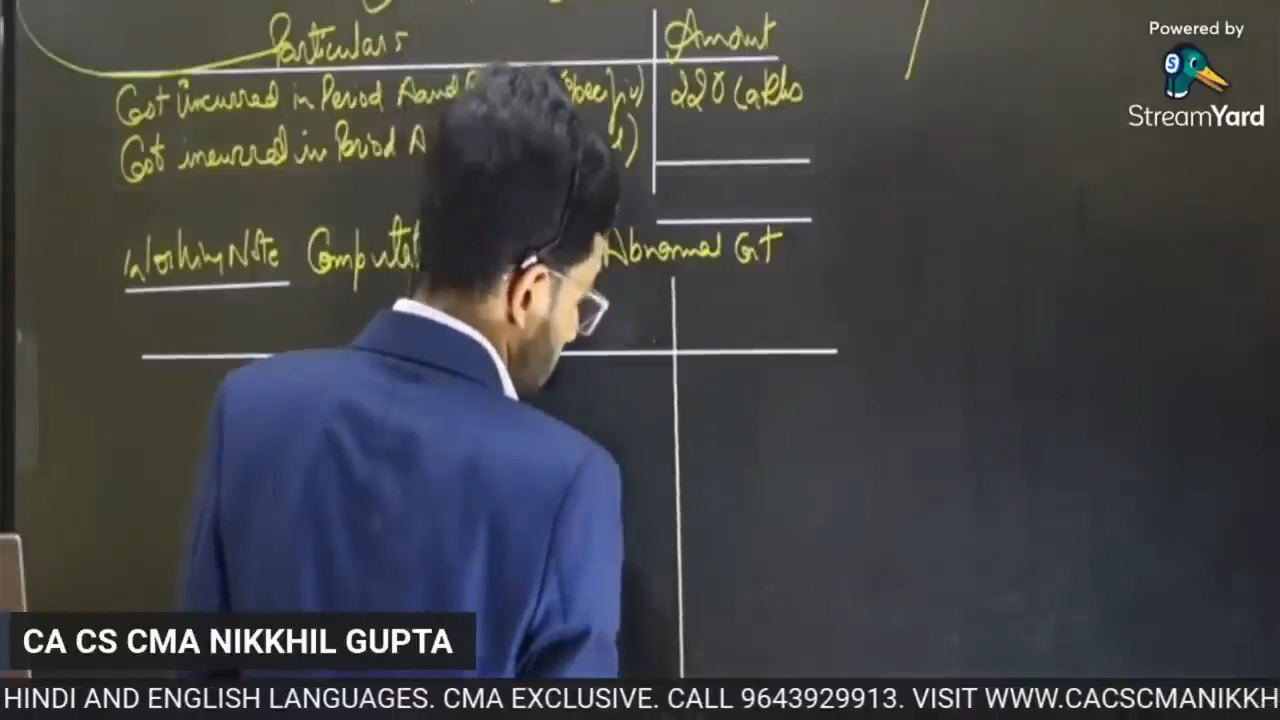 Powered by
StreamYard
Particulars Amount
Cost incurred in Period A and 220 Lakhs
Cost incurred in Period A
Working Note Abnormal Cost
CA CS CMA NIKKHIL GUPTA
HINDI AND ENGLISH LANGUAGES. CMA EXCLUSIVE. CALL 9643929913. VISIT WWW.CACSCMANIKKH